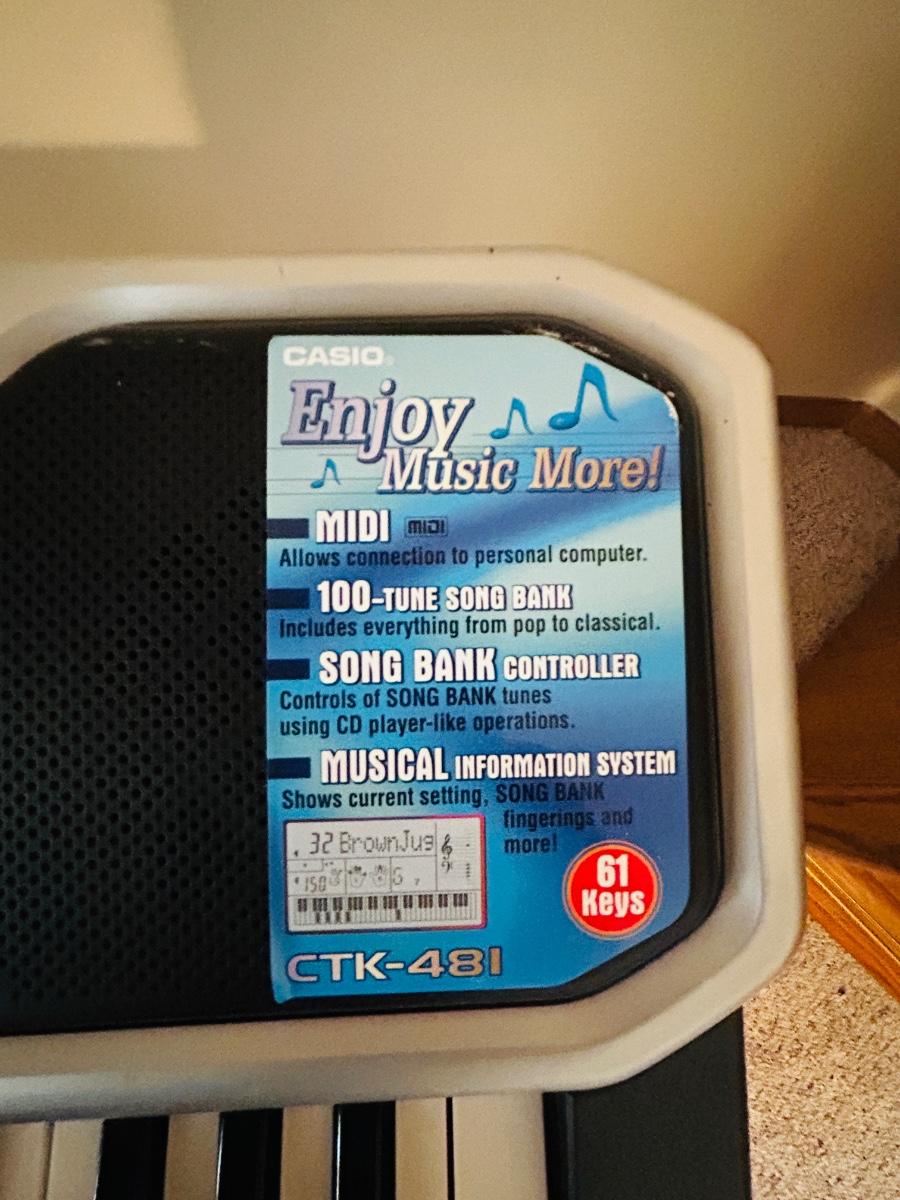 CASIO
Enjoy
Music More!
MIDI MIDI
Allows connection to personal computer.
100-TUNE SONG BANK
Includes everything from pop to classical.
SONG BANK CONTROLLER
Controls of SONG BANK tunes
using CD player-like operations.
MUSICAL INFORMATION SYSTEM
Shows current setting, SONG BANK
fingerings and
more!
32 BrownJug
150
61
Keys
CTK-481